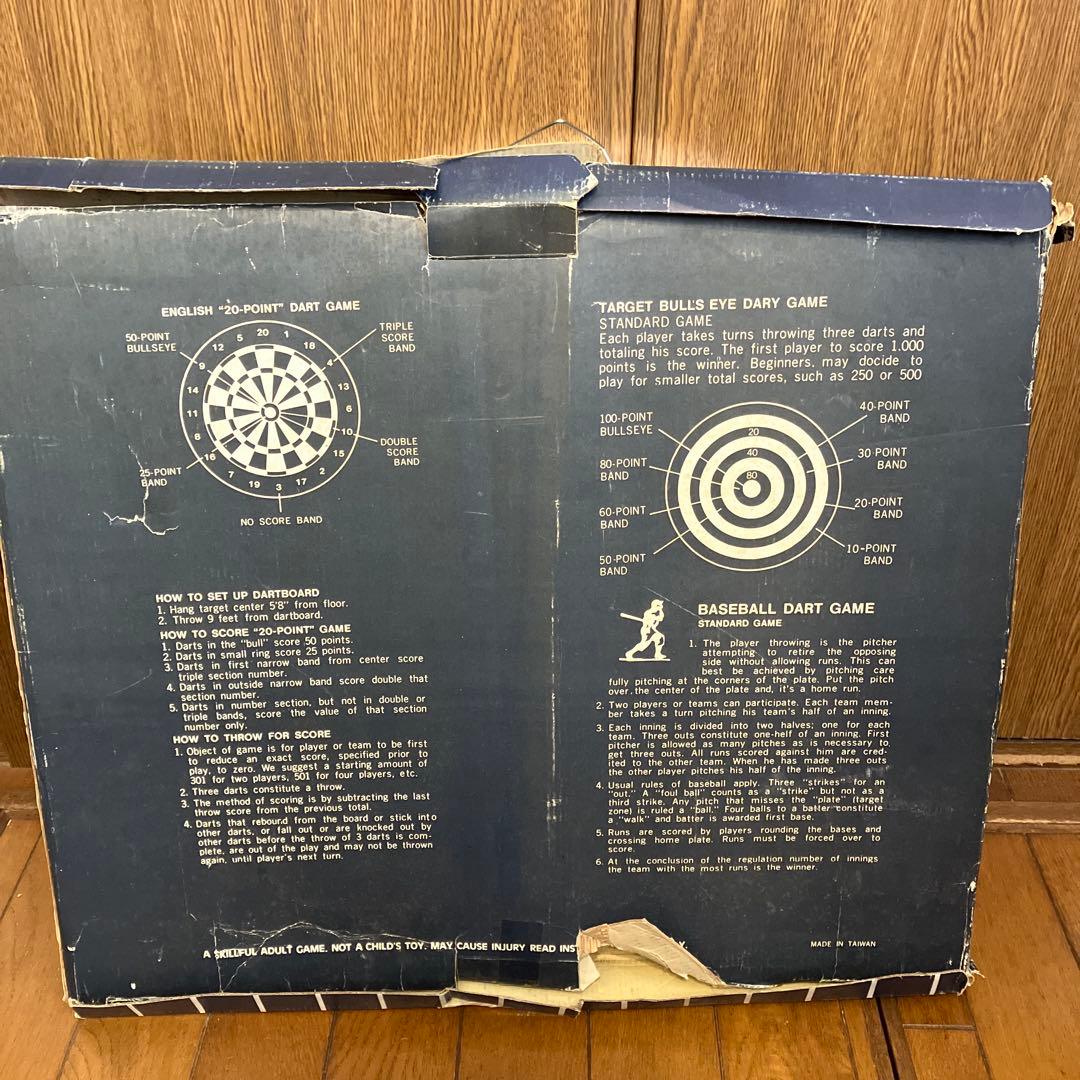 ENGLISH "20-POINT" DART GAME
50-POINT
BULLSEYE
TRIPLE
SCORE
BAND
20
1
18
4
13
6
10
15
2
17
3
19
7
16
8
11
14
9
12
5
DOUBLE
SCORE
BAND
25-POINT
BAND
NO SCORE BAND
HOW TO SET UP DARTBOARD
1. Hang target center 5'8" from floor.
2. Throw 9 feet from dartboard.
HOW TO SCORE "20-POINT" GAME
1. Darts in the "bull" score 50 points.
2. Darts in small ring score 25 points.
3. Darts in first narrow band from center score
triple section number.
4. Darts in outside narrow band score double that
section number.
5. Darts in number section, but not in double or
triple bands, score the value of that section
number only.
HOW TO THROW FOR SCORE
1. Object of game is for player or team to be first
to reduce an exact score, specified prior to
play, to zero. We suggest a starting amount of
301 for two players, 501 for four players, etc.
2. Three darts constitute a throw.
3. The method of scoring is by subtracting the last
throw score from the previous total.
4. Darts that rebound from the board or stick into
other darts, or fall out or are knocked out by
other darts before the throw of 3 darts is com-
plete, are out of the play and may not be thrown
again, until player's next turn.
A SKILLFUL ADULT GAME. NOT A CHILD'S TOY. MAY CAUSE INJURY READ INS
TARGET BULL'S EYE DARY GAME
STANDARD GAME
Each player takes turns throwing three darts and
totaling his score. The first player to score 1.000
points is the winner. Beginners, may decide to
play for smaller total scores, such as 250 or 500
100-POINT
BULLSEYE
40-POINT
BAND
80-POINT
BAND
30-POINT
BAND
60-POINT
BAND
20-POINT
BAND
50-POINT
BAND
10-POINT
BAND
20
40
80
BASEBALL DART GAME
STANDARD GAME
1. The player throwing is the pitcher
attempting to retire the opposing
side without allowing runs. This can
best be achieved by pitching care
fully pitching at the corners of the plate. Put the pitch
over the center of the plate and, it's a home run.
2. Two players or teams can participate. Each team mem-
ber takes a turn pitching his team's half of an inning.
3. Each inning is divided into two halves; one for each
team. Three outs constitute one-helf of an inning. First
pitcher is allowed as many pitches as is necessary to
get three outs. All runs scored against him are cred-
ited to the other team. When he has made three outs
the other player pitches his half of the inning.
4. Usual rules of baseball apply. Three "strikes" for an
"out." A "foul ball" counts as a "strike" but not as a
third strike. Any pitch that misses the "plate" (target
zone) is ruled a "ball." Four balls to a batter constitute
a "walk" and batter is awarded first base.
5. Runs are scored by players rounding the bases and
crossing home plate. Runs must be forced over to
score.
6. At the conclusion of the regulation number of innings
the team with the most runs is the winner.
MADE IN TAIWAN